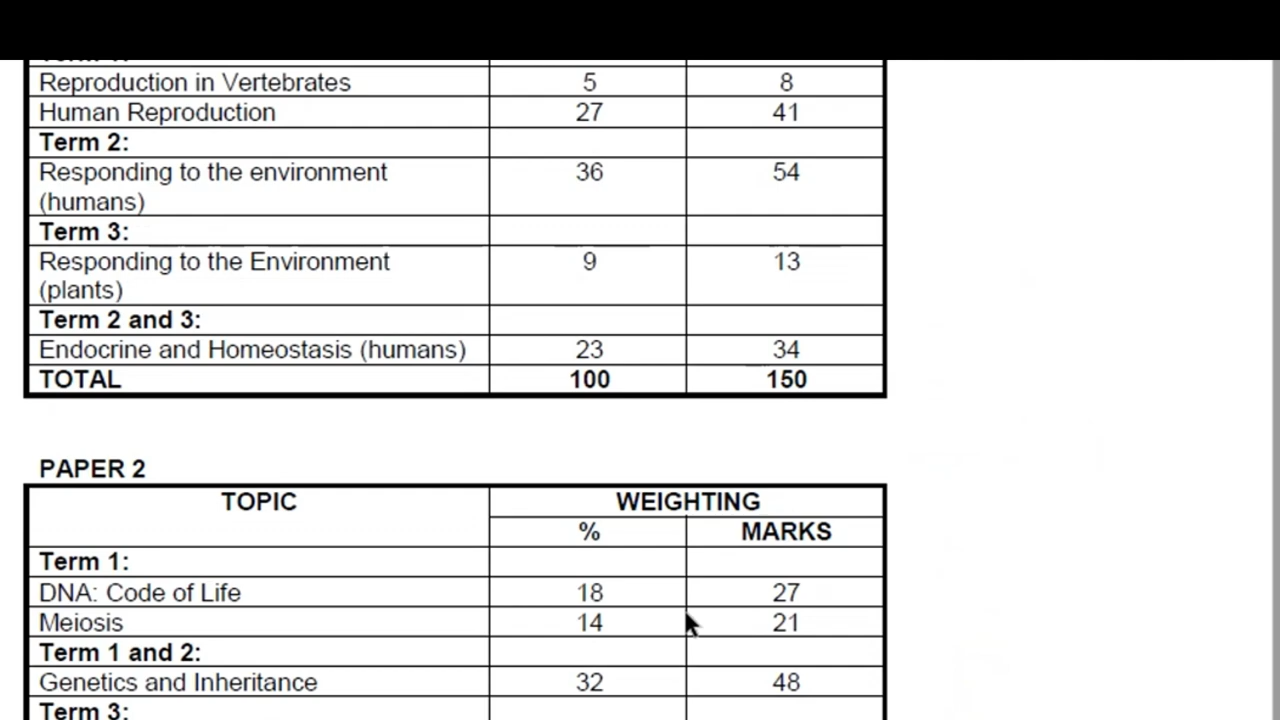 Reproduction in Vertebrates 5 8
Human Reproduction 27 41
Term 2:
Responding to the environment 36 54
(humans)
Term 3:
Responding to the Environment 9 13
(plants)
Term 2 and 3:
Endocrine and Homeostasis (humans) 23 34
TOTAL 100 150
PAPER 2
TOPIC WEIGHTING
% MARKS
Term 1:
DNA: Code of Life 18 27
Meiosis 14 21
Term 1 and 2:
Genetics and Inheritance 32 48
Term 3: